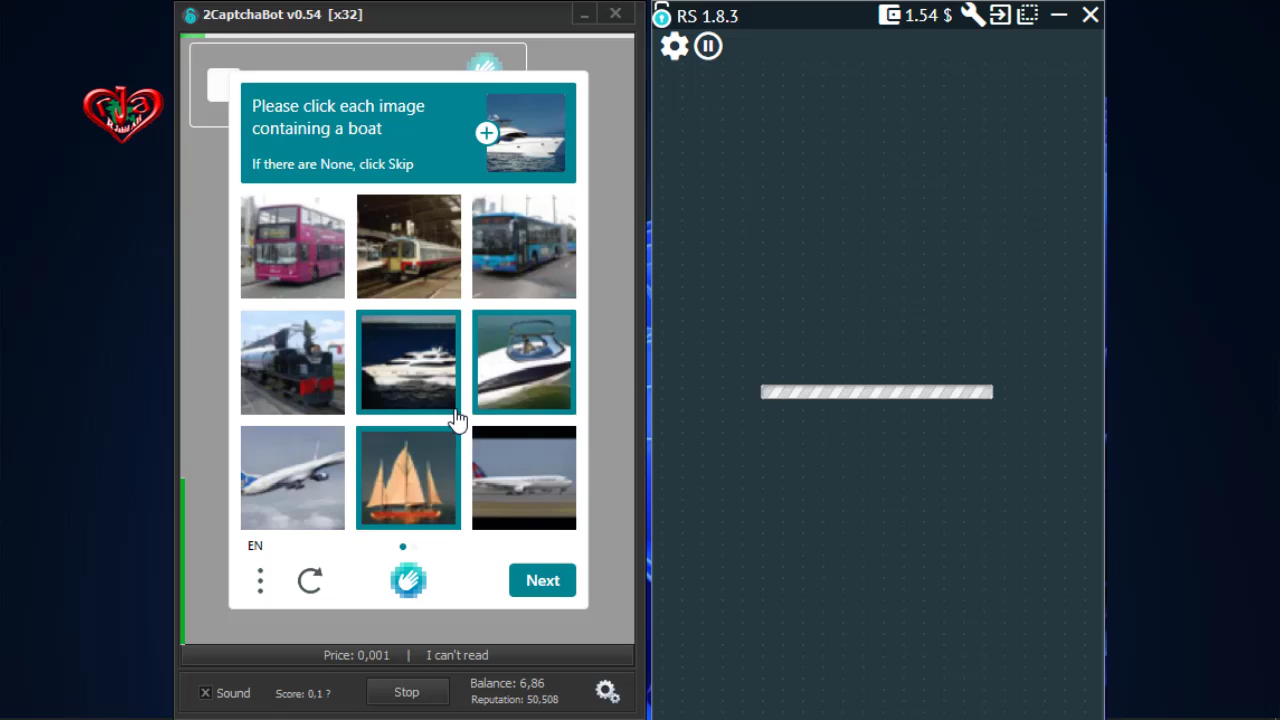 2CaptchaBot v0.54 [x32]
Please click each image
containing a boat
If there are None, click Skip
EN
Next
Price: 0,001 | I can't read
Sound
Score: 0,1 ?
Stop
Balance: 6,86
Reputation: 50,508
RS 1.8.3
1.54 $
rja